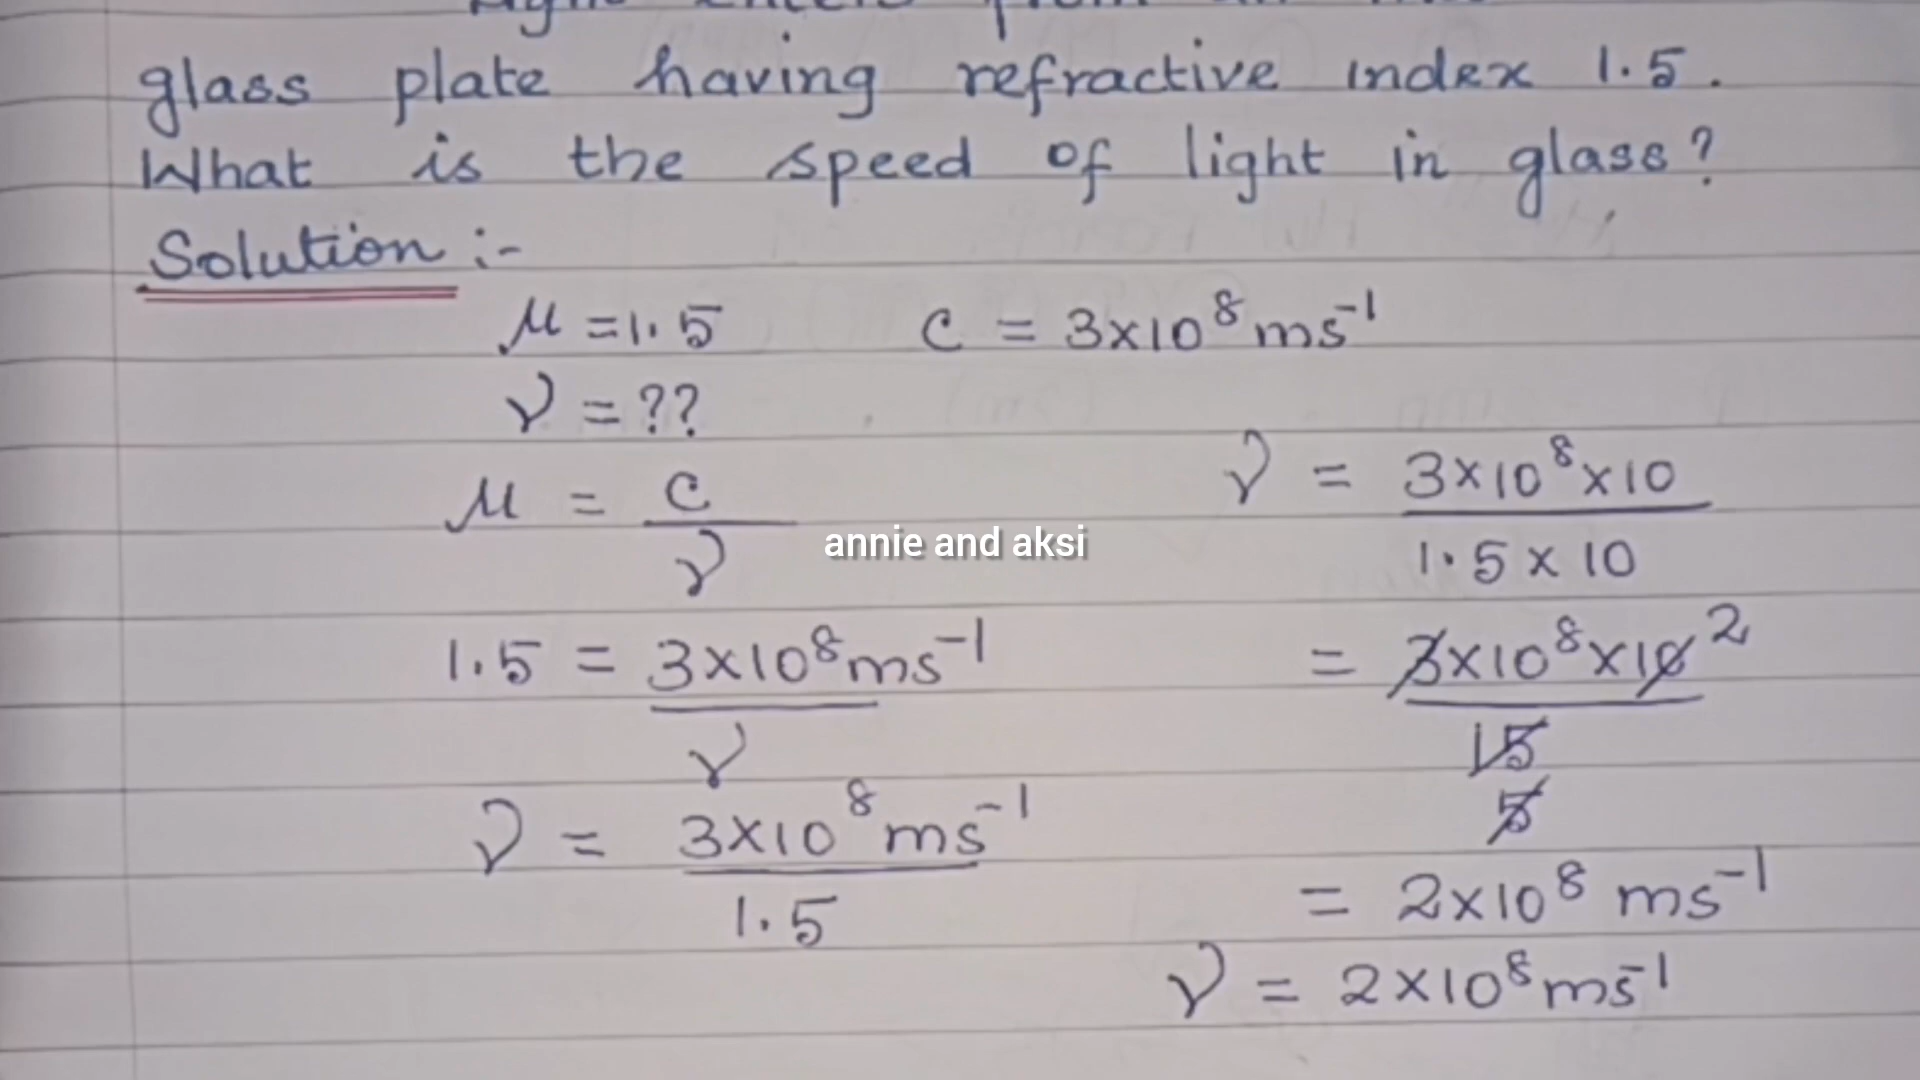 glass plate having refractive index 1.5.
What is the speed of light in glass?
Solution :-
μ = 1.5    c = 3×10⁸ ms⁻¹
ν = ??
μ = c / ν
1.5 = 3×10⁸ ms⁻¹ / ν
ν = 3×10⁸ ms⁻¹ / 1.5
annie and aksi
ν = 3×10⁸×10 / 1.5×10
= 3×10⁸×10 2 / 15
5
= 2×10⁸ ms⁻¹
ν = 2×10⁸ ms⁻¹